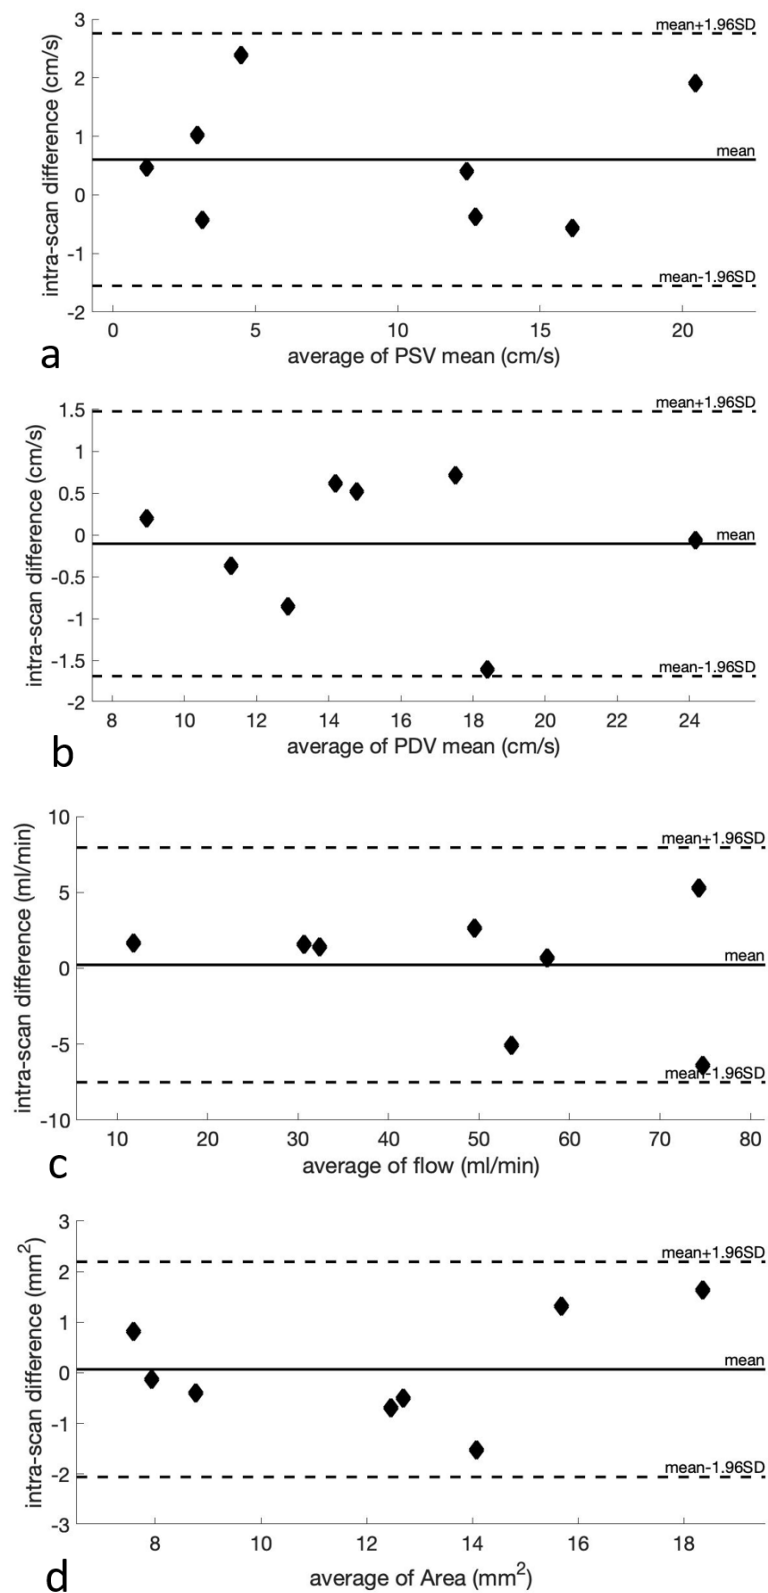 3
mean+1.96SD
2
1
mean
0
-1
mean-1.96SD
-2
0 5 10 15 20
intra-scan difference (cm/s)
average of PSV mean (cm/s)
a
1.5
mean+1.96SD
1
0.5
0
mean
-0.5
-1
-1.5
mean-1.96SD
-2
8 10 12 14 16 18 20 22 24
intra-scan difference (cm/s)
average of PDV mean (cm/s)
b
10
mean+1.96SD
5
mean
0
-5
mean-1.96SD
-10
10 20 30 40 50 60 70 80
intra-scan difference (ml/min)
average of flow (ml/min)
c
3
mean+1.96SD
2
1
mean
0
-1
mean-1.96SD
-2
-3
8 10 12 14 16 18
intra-scan difference (mm²)
average of Area (mm²)
d